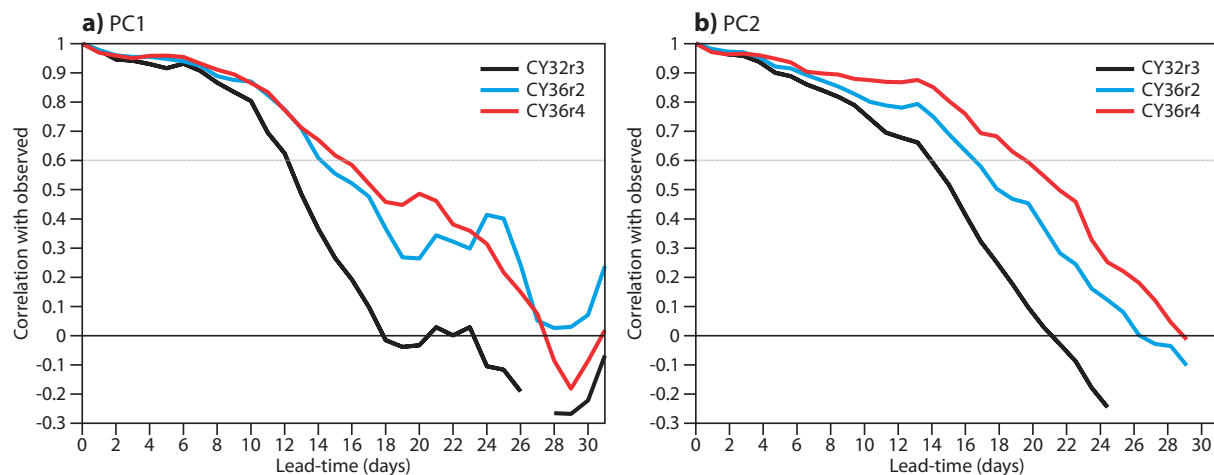 a) PC1
1
0.9
0.8
0.7
0.6
0.5
0.4
0.3
0.2
0.1
0
-0.1
-0.2
-0.3
Correlation with observed
CY32r3
CY36r2
CY36r4
0 2 4 6 8 10 12 14 16 18 20 22 24 26 28 30
Lead-time (days)
b) PC2
1
0.9
0.8
0.7
0.6
0.5
0.4
0.3
0.2
0.1
0
-0.1
-0.2
-0.3
Correlation with observed
CY32r3
CY36r2
CY36r4
0 2 4 6 8 10 12 14 16 18 20 22 24 26 28 30
Lead-time (days)